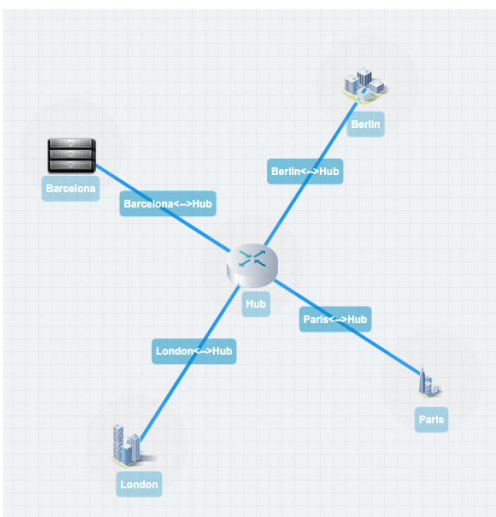 Berlin
Berlin<-->Hub
Barcelona
Barcelona<-->Hub
Hub
Paris<-->Hub
London<-->Hub
Paris
London